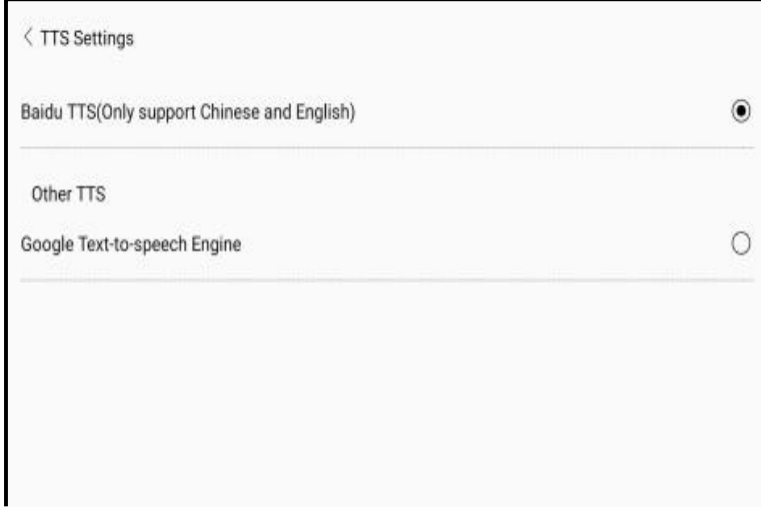 TTS Settings
Baidu TTS(Only support Chinese and English)
Other TTS
Google Text-to-speech Engine